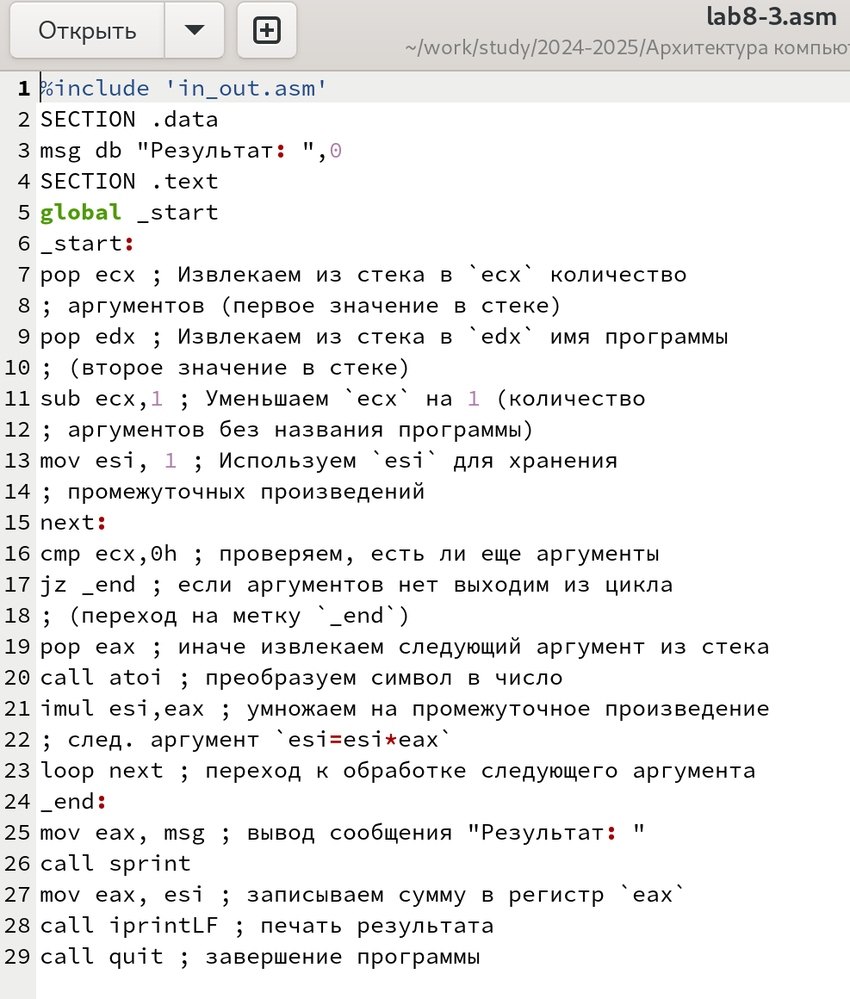 Открыть
lab8-3.asm
~/work/study/2024-2025/Архитектура компью
1 %include 'in_out.asm'
2 SECTION .data
3 msg db "Результат: ",0
4 SECTION .text
5 global _start
6 _start:
7 pop ecx ; Извлекаем из стека в `ecx` количество
8 ; аргументов (первое значение в стеке)
9 pop edx ; Извлекаем из стека в `edx` имя программы
10 ; (второе значение в стеке)
11 sub ecx,1 ; Уменьшаем `ecx` на 1 (количество
12 ; аргументов без названия программы)
13 mov esi, 1 ; Используем `esi` для хранения
14 ; промежуточных произведений
15 next:
16 cmp ecx,0h ; проверяем, есть ли еще аргументы
17 jz _end ; если аргументов нет выходим из цикла
18 ; (переход на метку `_end`)
19 pop eax ; иначе извлекаем следующий аргумент из стека
20 call atoi ; преобразуем символ в число
21 imul esi,eax ; умножаем на промежуточное произведение
22 ; след. аргумент `esi=esi*eax`
23 loop next ; переход к обработке следующего аргумента
24 _end:
25 mov eax, msg ; вывод сообщения "Результат: "
26 call sprint
27 mov eax, esi ; записываем сумму в регистр `eax`
28 call iprintLF ; печать результата
29 call quit ; завершение программы